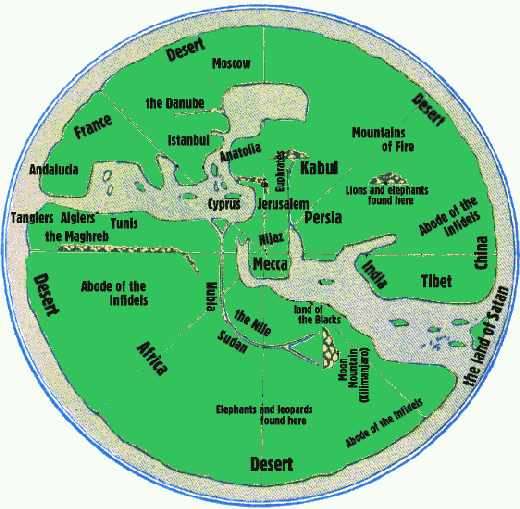 Desert
Moscow
the Danube
Desert
France
Istanbul
Mountains
of Fire
Anatolia
Kabul
Andalucia
Euphrates
Lions and elephants
found here
Cyprus
Jerusalem
Tangiers Algiers Tunis
Persia
Abode of the
Infidels
the Maghreb
Hijaz
China
Mecca
India
Tibet
Desert
Abode of the
Infidels
Nubia
the Nile
land of
the Blacks
the land of Satan
Sudan
Africa
Moon
Mountain
(Kilimanjaro)
Elephants and leopards
found here
Abode of the Infidels
Desert